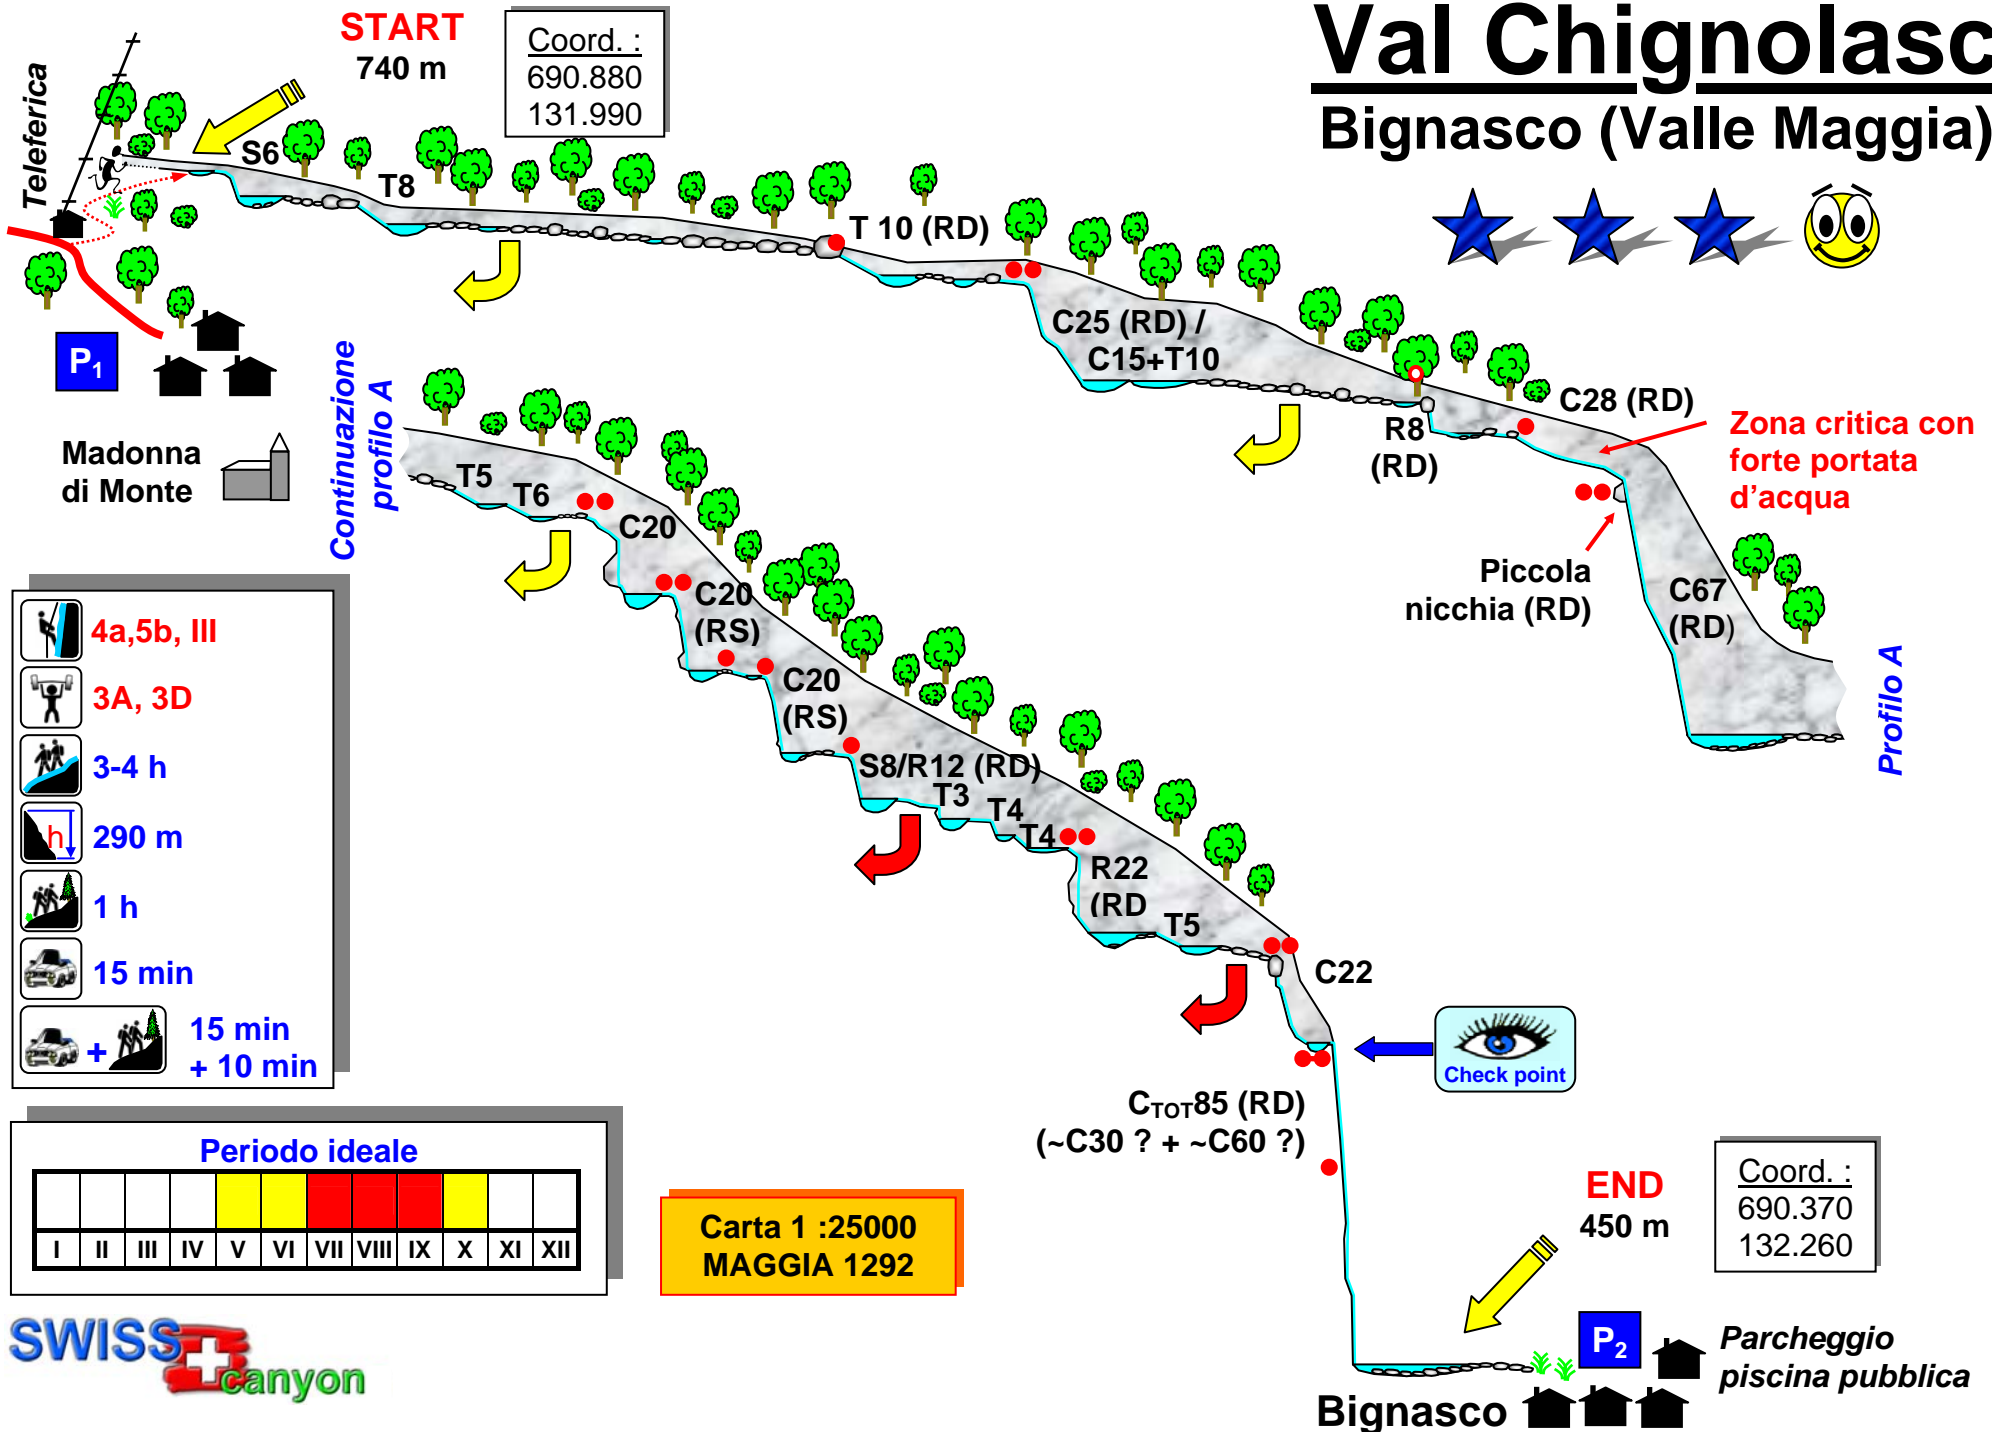 Val Chignolasc
Bignasco (Valle Maggia)
START
740 m
Coord. :
690.880
131.990
Teleferica
S6
T8
T 10 (RD)
C25 (RD) /
C15+T10
R8
(RD)
C28 (RD)
Zona critica con
forte portata
d'acqua
Piccola
nicchia (RD)
C67
(RD)
Profilo A
P1
Madonna
di Monte
Continuazione
profilo A
T5
T6
C20
C20
(RS)
C20
(RS)
S8/R12 (RD)
T3
T4
T4
R22
(RD
T5
C22
Check point
CTOT85 (RD)
(~C30 ? + ~C60 ?)
4a,5b, III
3A, 3D
3-4 h
h
290 m
1 h
15 min
+
15 min
+ 10 min
Periodo ideale
I II III IV V VI VII VIII IX X XI XII
Carta 1 :25000
MAGGIA 1292
END
450 m
Coord. :
690.370
132.260
P2
Parcheggio
piscina pubblica
Bignasco
SWISS
canyon